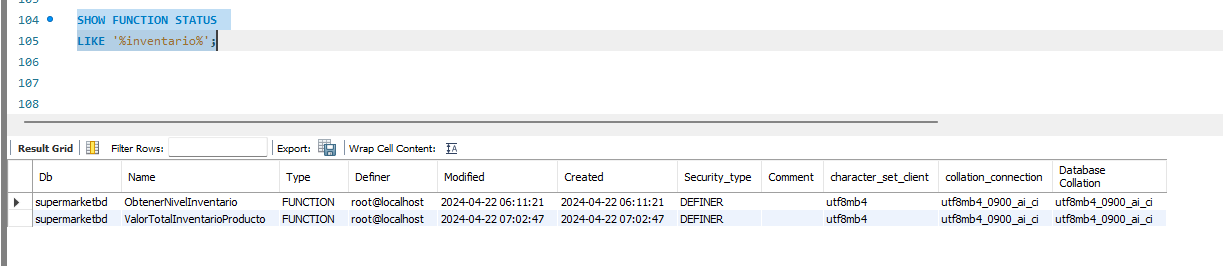 104 SHOW FUNCTION STATUS
105 LIKE '%inventario%';
106
107
108
Result Grid Filter Rows: Export: Wrap Cell Content:
Db Name Type Definer Modified Created Security_type Comment character_set_client collation_connection Database Collation
supermarketbd ObtenerNivelInventario FUNCTION root@localhost 2024-04-22 06:11:21 2024-04-22 06:11:21 DEFINER utf8mb4 utf8mb4_0900_ai_ci utf8mb4_0900_ai_ci
supermarketbd ValorTotalInventarioProducto FUNCTION root@localhost 2024-04-22 07:02:47 2024-04-22 07:02:47 DEFINER utf8mb4 utf8mb4_0900_ai_ci utf8mb4_0900_ai_ci